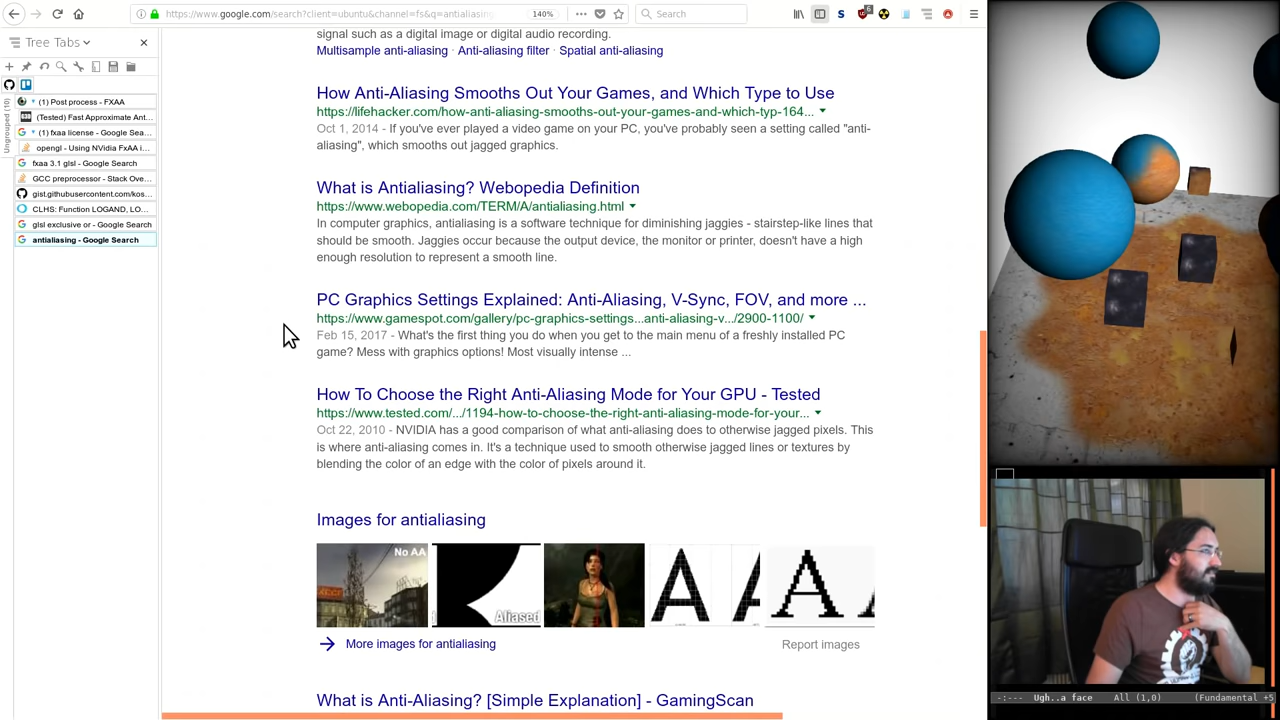 https://www.google.com/search?client=ubuntu&channel=fs&q=antialiasin
140%
Search
6
Tree Tabs
Ungrouped (10)
(1) Post process - FXAA
(Tested) Fast Approximate Ant...
(1) fxaa license - Google Sea...
opengl - Using NVidia FxAA i...
fxaa 3.1 glsl - Google Search
GCC preprocessor - Stack Ove...
gist.githubusercontent.com/kos...
CLHS: Function LOGAND, LO...
glsl exclusive or - Google Search
antialiasing - Google Search
signal such as a digital image or digital audio recording.
Multisample anti-aliasing · Anti-aliasing filter · Spatial anti-aliasing
How Anti-Aliasing Smooths Out Your Games, and Which Type to Use
https://lifehacker.com/how-anti-aliasing-smooths-out-your-games-and-which-typ-164...
Oct 1, 2014 - If you've ever played a video game on your PC, you've probably seen a setting called "anti-
aliasing", which smooths out jagged graphics.
What is Antialiasing? Webopedia Definition
https://www.webopedia.com/TERM/A/antialiasing.html
In computer graphics, antialiasing is a software technique for diminishing jaggies - stairstep-like lines that
should be smooth. Jaggies occur because the output device, the monitor or printer, doesn't have a high
enough resolution to represent a smooth line.
PC Graphics Settings Explained: Anti-Aliasing, V-Sync, FOV, and more ...
https://www.gamespot.com/gallery/pc-graphics-settings...anti-aliasing-v.../2900-1100/
Feb 15, 2017 - What's the first thing you do when you get to the main menu of a freshly installed PC
game? Mess with graphics options! Most visually intense ...
How To Choose the Right Anti-Aliasing Mode for Your GPU - Tested
https://www.tested.com/.../1194-how-to-choose-the-right-anti-aliasing-mode-for-your...
Oct 22, 2010 - NVIDIA has a good comparison of what anti-aliasing does to otherwise jagged pixels. This
is where anti-aliasing comes in. It's a technique used to smooth otherwise jagged lines or textures by
blending the color of an edge with the color of pixels around it.
Images for antialiasing
No AA
Aliased
A A
A
More images for antialiasing
Report images
What is Anti-Aliasing? [Simple Explanation] - GamingScan
-:--- Ugh..a face All (1,0) (Fundamental +5